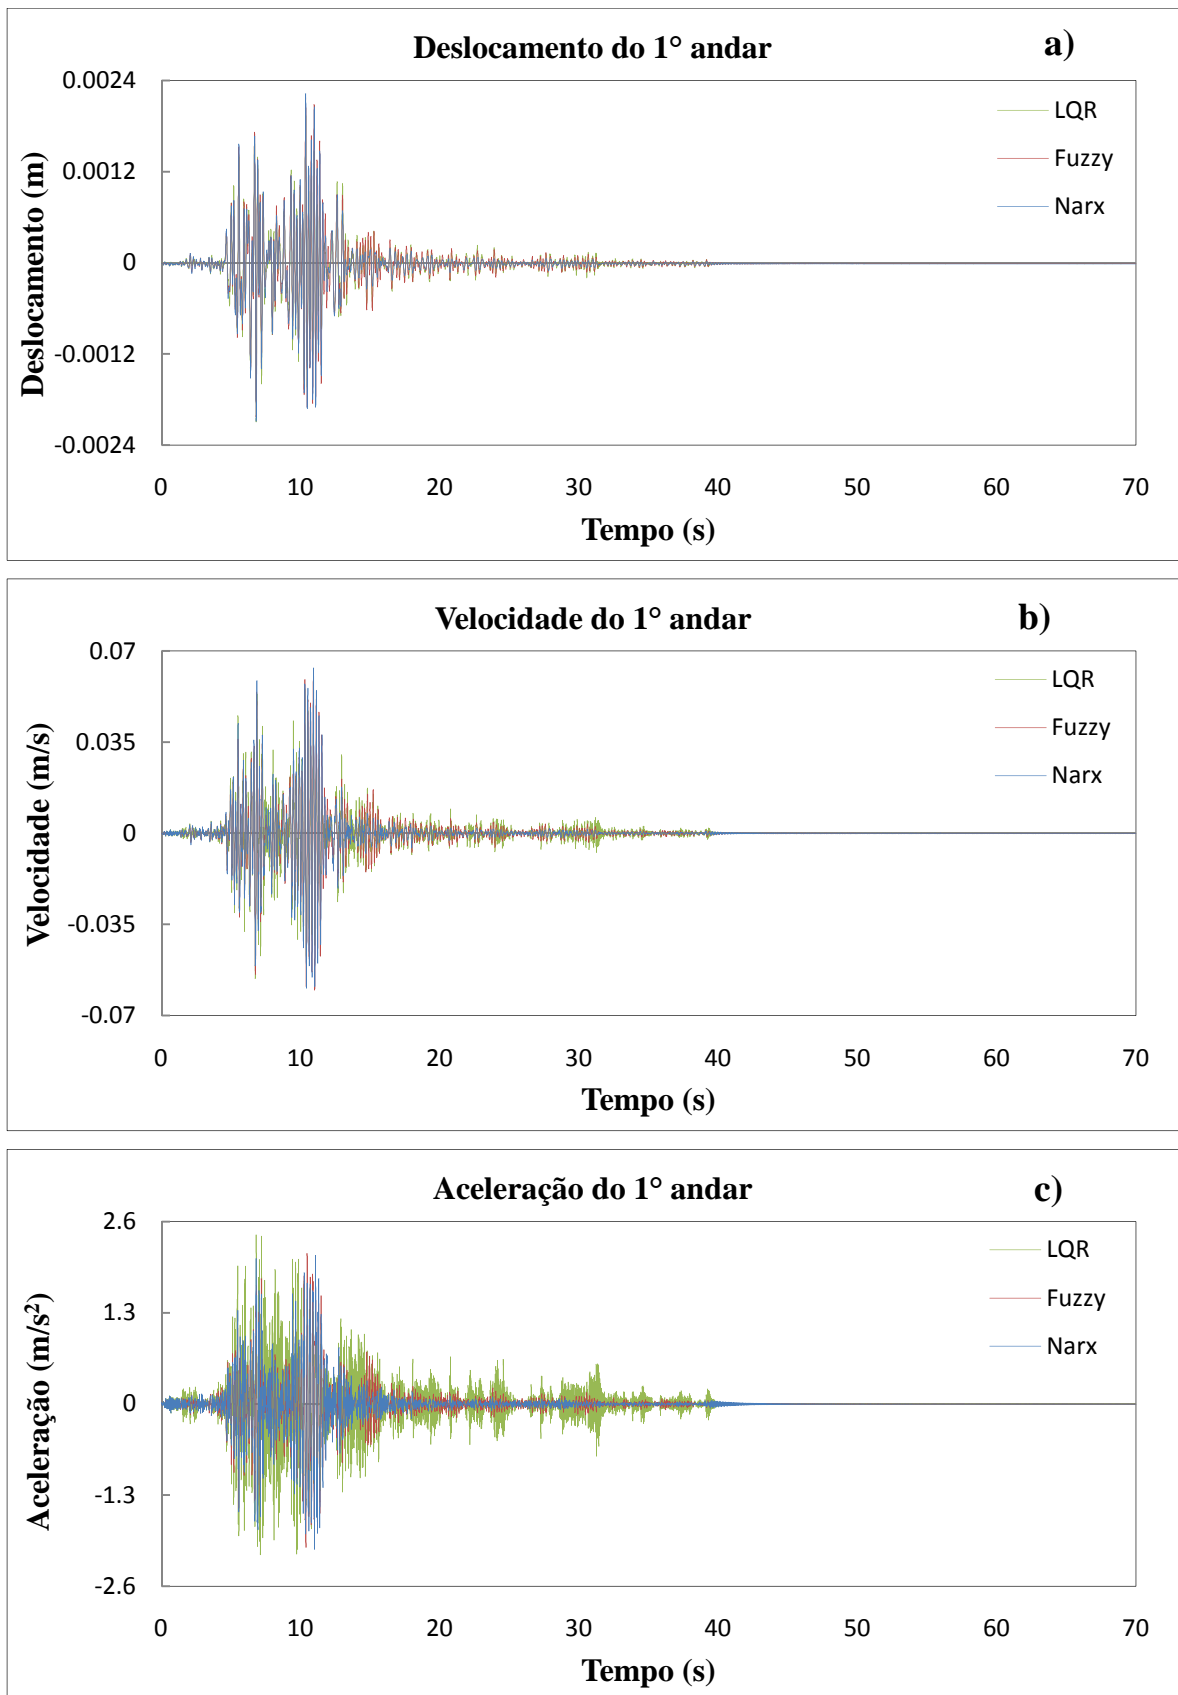 Deslocamento do 1° andar
a)
0.0024
0.0012
0
-0.0012
-0.0024
Deslocamento (m)
LQR
Fuzzy
Narx
0 10 20 30 40 50 60 70
Tempo (s)
Velocidade do 1° andar
b)
0.07
0.035
0
-0.035
-0.07
Velocidade (m/s)
LQR
Fuzzy
Narx
0 10 20 30 40 50 60 70
Tempo (s)
Aceleração do 1° andar
c)
2.6
1.3
0
-1.3
-2.6
Aceleração (m/s²)
LQR
Fuzzy
Narx
0 10 20 30 40 50 60 70
Tempo (s)